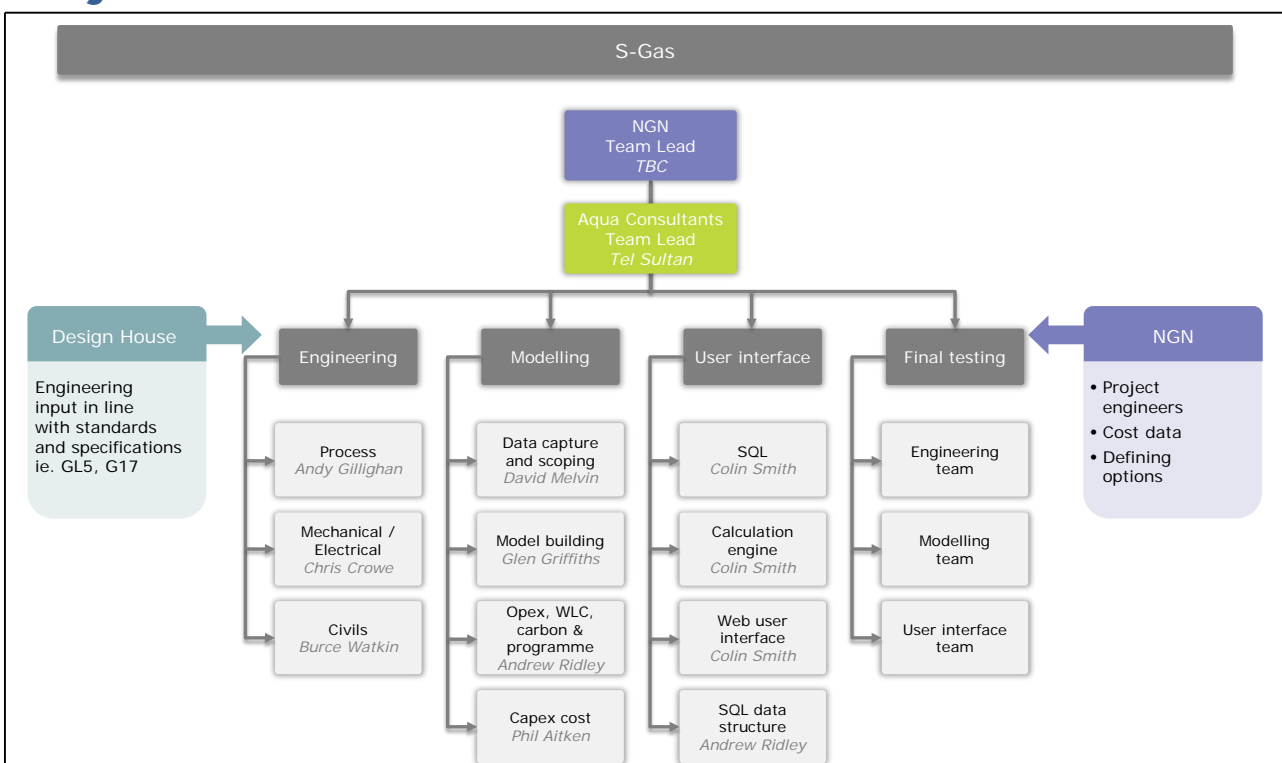 S-Gas
NGN
Team Lead
TBC
Aqua Consultants
Team Lead
Tel Sultan
Design House
Engineering
input in line
with standards
and specifications
ie. GL5, G17
Engineering
Process
Andy Gillighan
Mechanical /
Electrical
Chris Crowe
Civils
Burce Watkin
Modelling
Data capture
and scoping
David Melvin
Model building
Glen Griffiths
Opex, WLC,
carbon &
programme
Andrew Ridley
Capex cost
Phil Aitken
User interface
SQL
Colin Smith
Calculation
engine
Colin Smith
Web user
interface
Colin Smith
SQL data
structure
Andrew Ridley
Final testing
Engineering
team
Modelling
team
User interface
team
NGN
• Project
engineers
• Cost data
• Defining
options